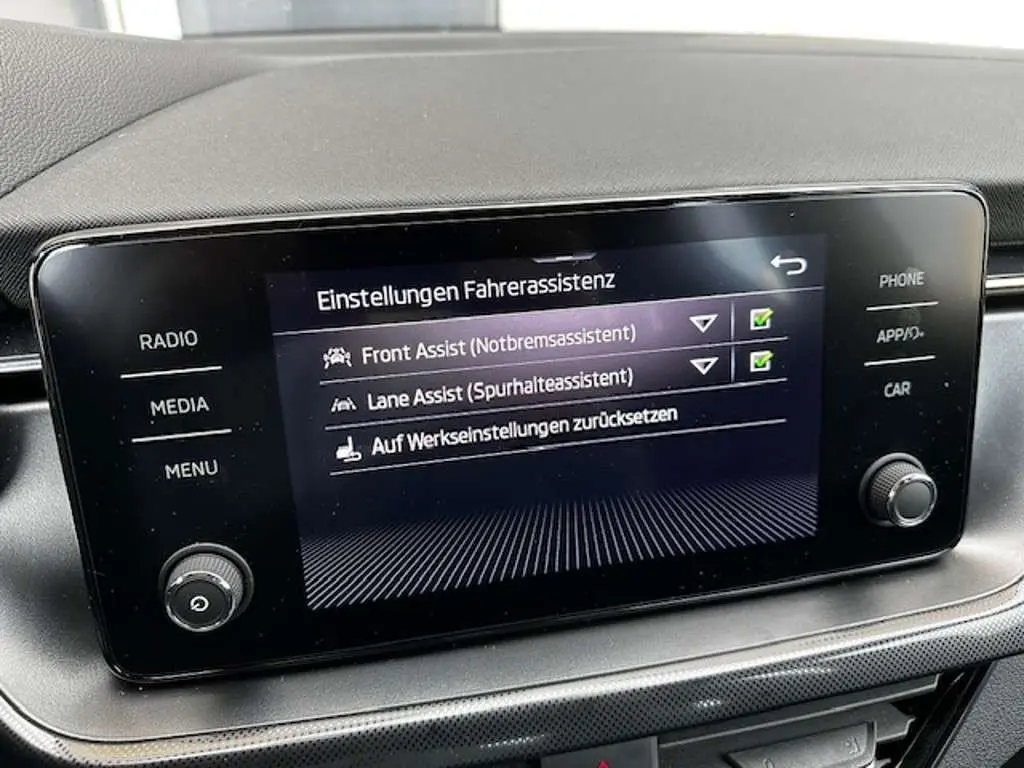 RADIO
MEDIA
MENU
Einstellungen Fahrerassistenz
Front Assist (Notbremsassistent)
Lane Assist (Spurhalteassistent)
Auf Werkseinstellungen zurücksetzen
PHONE
APP/
CAR